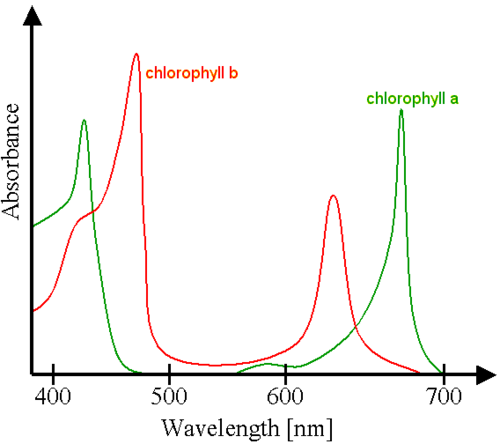 chlorophyll b
chlorophyll a
Absorbance
400 500 600 700
Wavelength [nm]